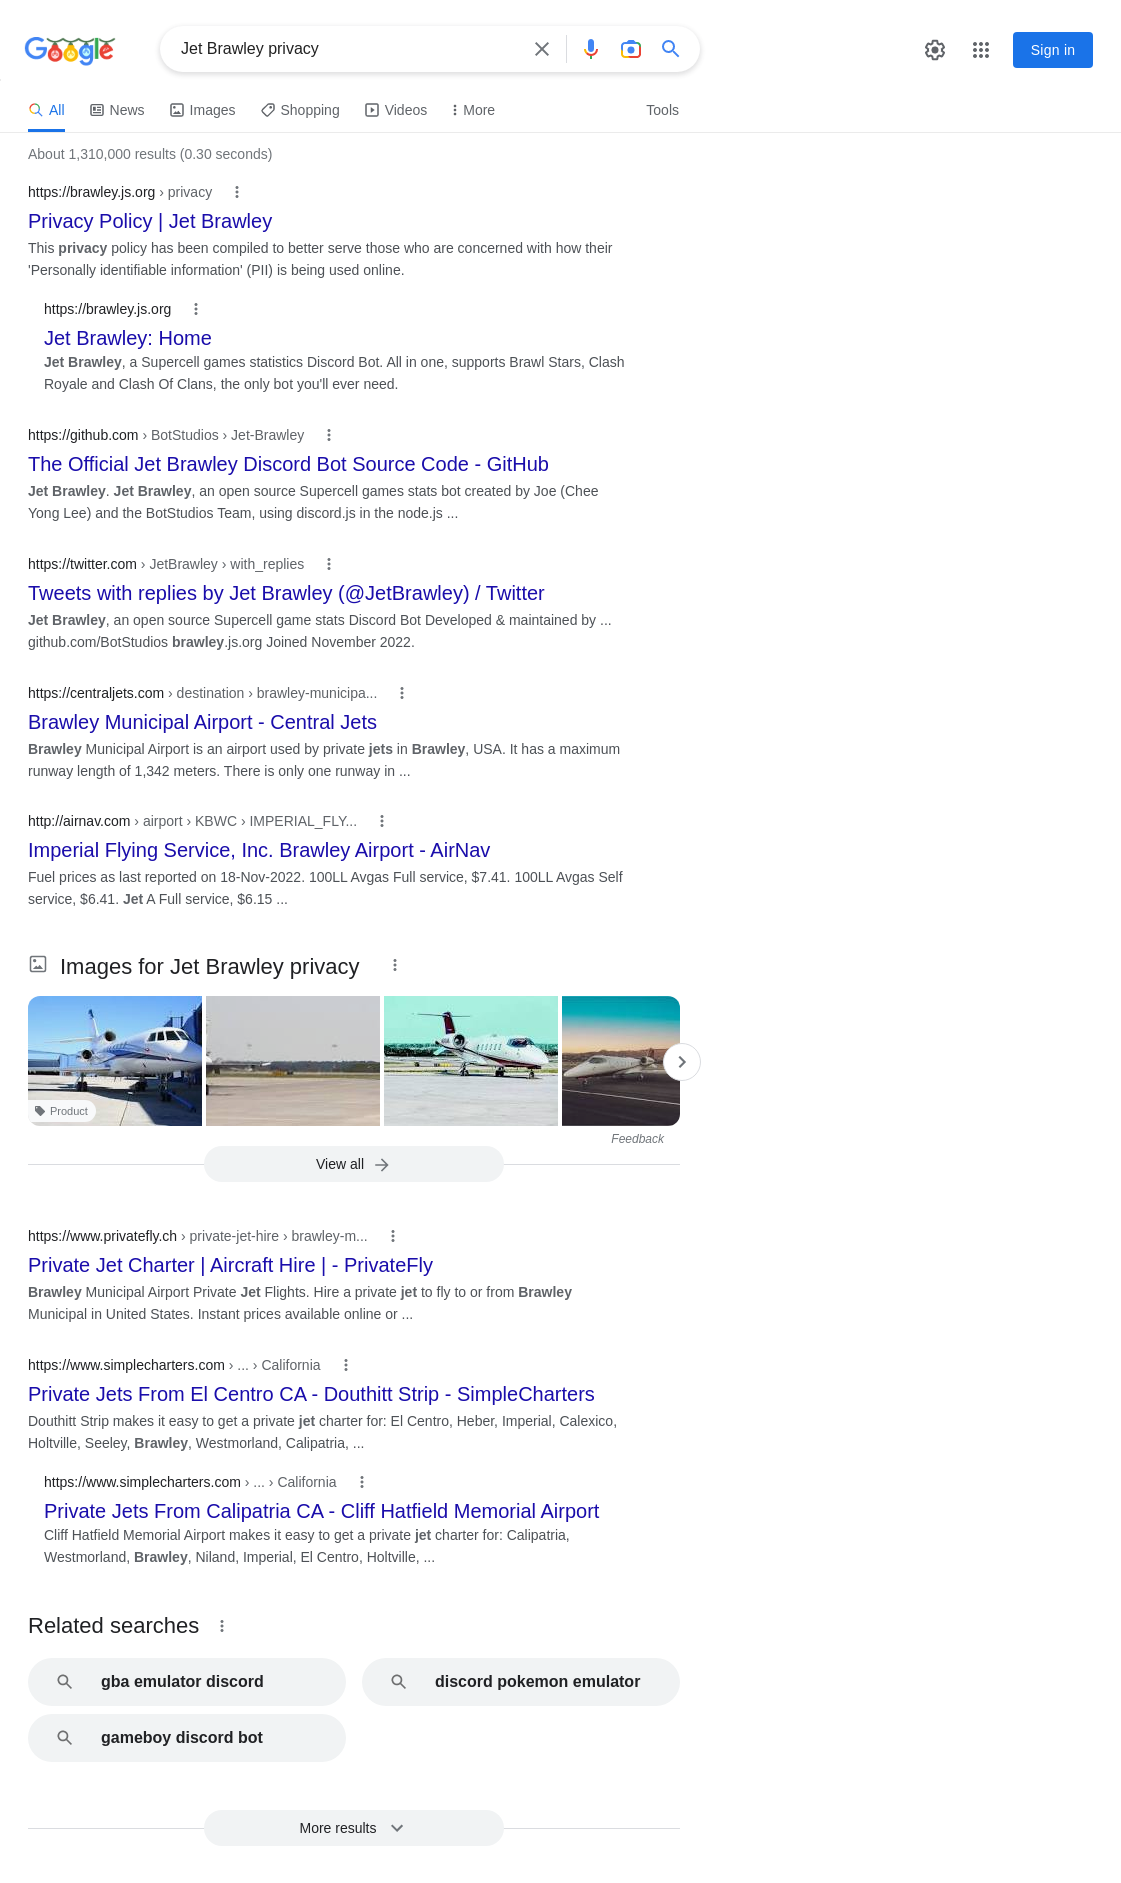 Google
Jet Brawley privacy
Sign in
All
News
Images
Shopping
Videos
More
Tools
About 1,310,000 results (0.30 seconds)
https://brawley.js.org › privacy
Privacy Policy | Jet Brawley
This privacy policy has been compiled to better serve those who are concerned with how their
'Personally identifiable information' (PII) is being used online.
https://brawley.js.org
Jet Brawley: Home
Jet Brawley, a Supercell games statistics Discord Bot. All in one, supports Brawl Stars, Clash
Royale and Clash Of Clans, the only bot you'll ever need.
https://github.com › BotStudios › Jet-Brawley
The Official Jet Brawley Discord Bot Source Code - GitHub
Jet Brawley. Jet Brawley, an open source Supercell games stats bot created by Joe (Chee
Yong Lee) and the BotStudios Team, using discord.js in the node.js ...
https://twitter.com › JetBrawley › with_replies
Tweets with replies by Jet Brawley (@JetBrawley) / Twitter
Jet Brawley, an open source Supercell game stats Discord Bot Developed & maintained by ...
github.com/BotStudios brawley.js.org Joined November 2022.
https://centraljets.com › destination › brawley-municipa...
Brawley Municipal Airport - Central Jets
Brawley Municipal Airport is an airport used by private jets in Brawley, USA. It has a maximum
runway length of 1,342 meters. There is only one runway in ...
http://airnav.com › airport › KBWC › IMPERIAL_FLY...
Imperial Flying Service, Inc. Brawley Airport - AirNav
Fuel prices as last reported on 18-Nov-2022. 100LL Avgas Full service, $7.41. 100LL Avgas Self
service, $6.41. Jet A Full service, $6.15 ...
Images for Jet Brawley privacy
Product
Feedback
View all
https://www.privatefly.ch › private-jet-hire › brawley-m...
Private Jet Charter | Aircraft Hire | - PrivateFly
Brawley Municipal Airport Private Jet Flights. Hire a private jet to fly to or from Brawley
Municipal in United States. Instant prices available online or ...
https://www.simplecharters.com › ... › California
Private Jets From El Centro CA - Douthitt Strip - SimpleCharters
Douthitt Strip makes it easy to get a private jet charter for: El Centro, Heber, Imperial, Calexico,
Holtville, Seeley, Brawley, Westmorland, Calipatria, ...
https://www.simplecharters.com › ... › California
Private Jets From Calipatria CA - Cliff Hatfield Memorial Airport
Cliff Hatfield Memorial Airport makes it easy to get a private jet charter for: Calipatria,
Westmorland, Brawley, Niland, Imperial, El Centro, Holtville, ...
Related searches
gba emulator discord
discord pokemon emulator
gameboy discord bot
More results